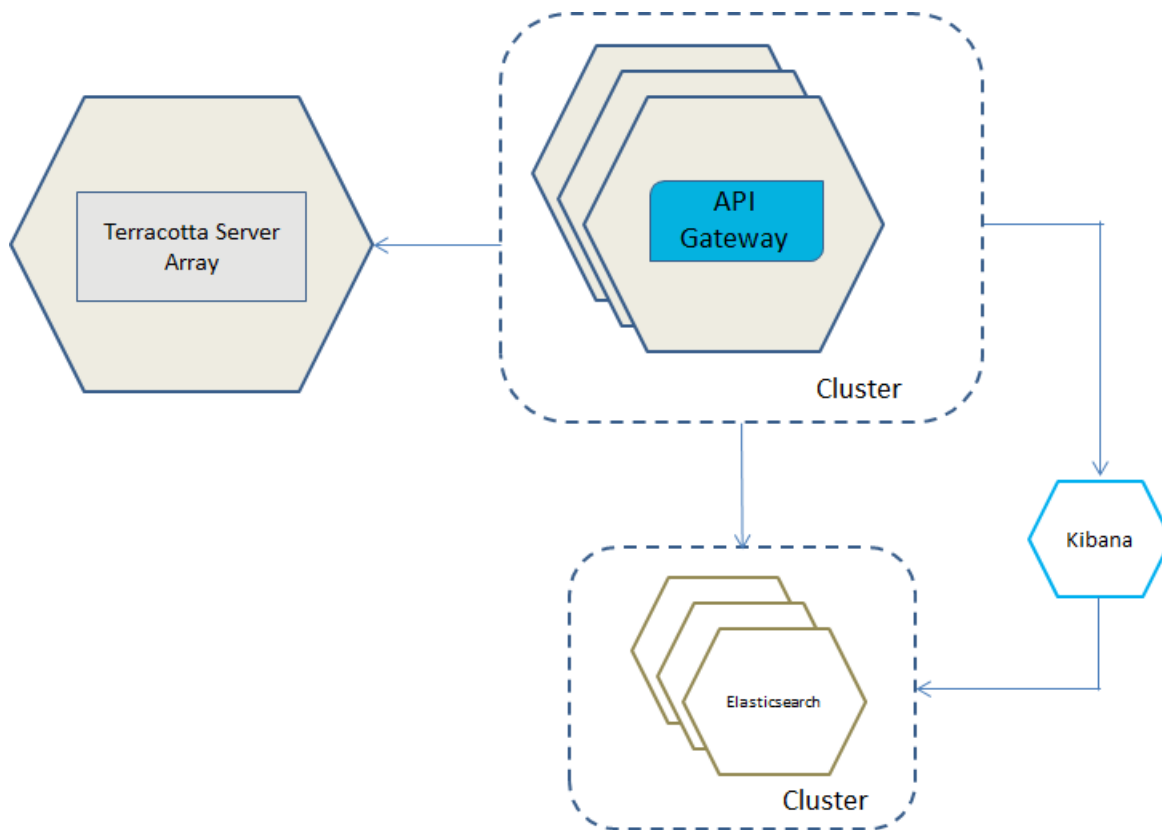 API
Gateway
Terracotta Server
Array
Cluster
Kibana
Elasticsearch
Cluster